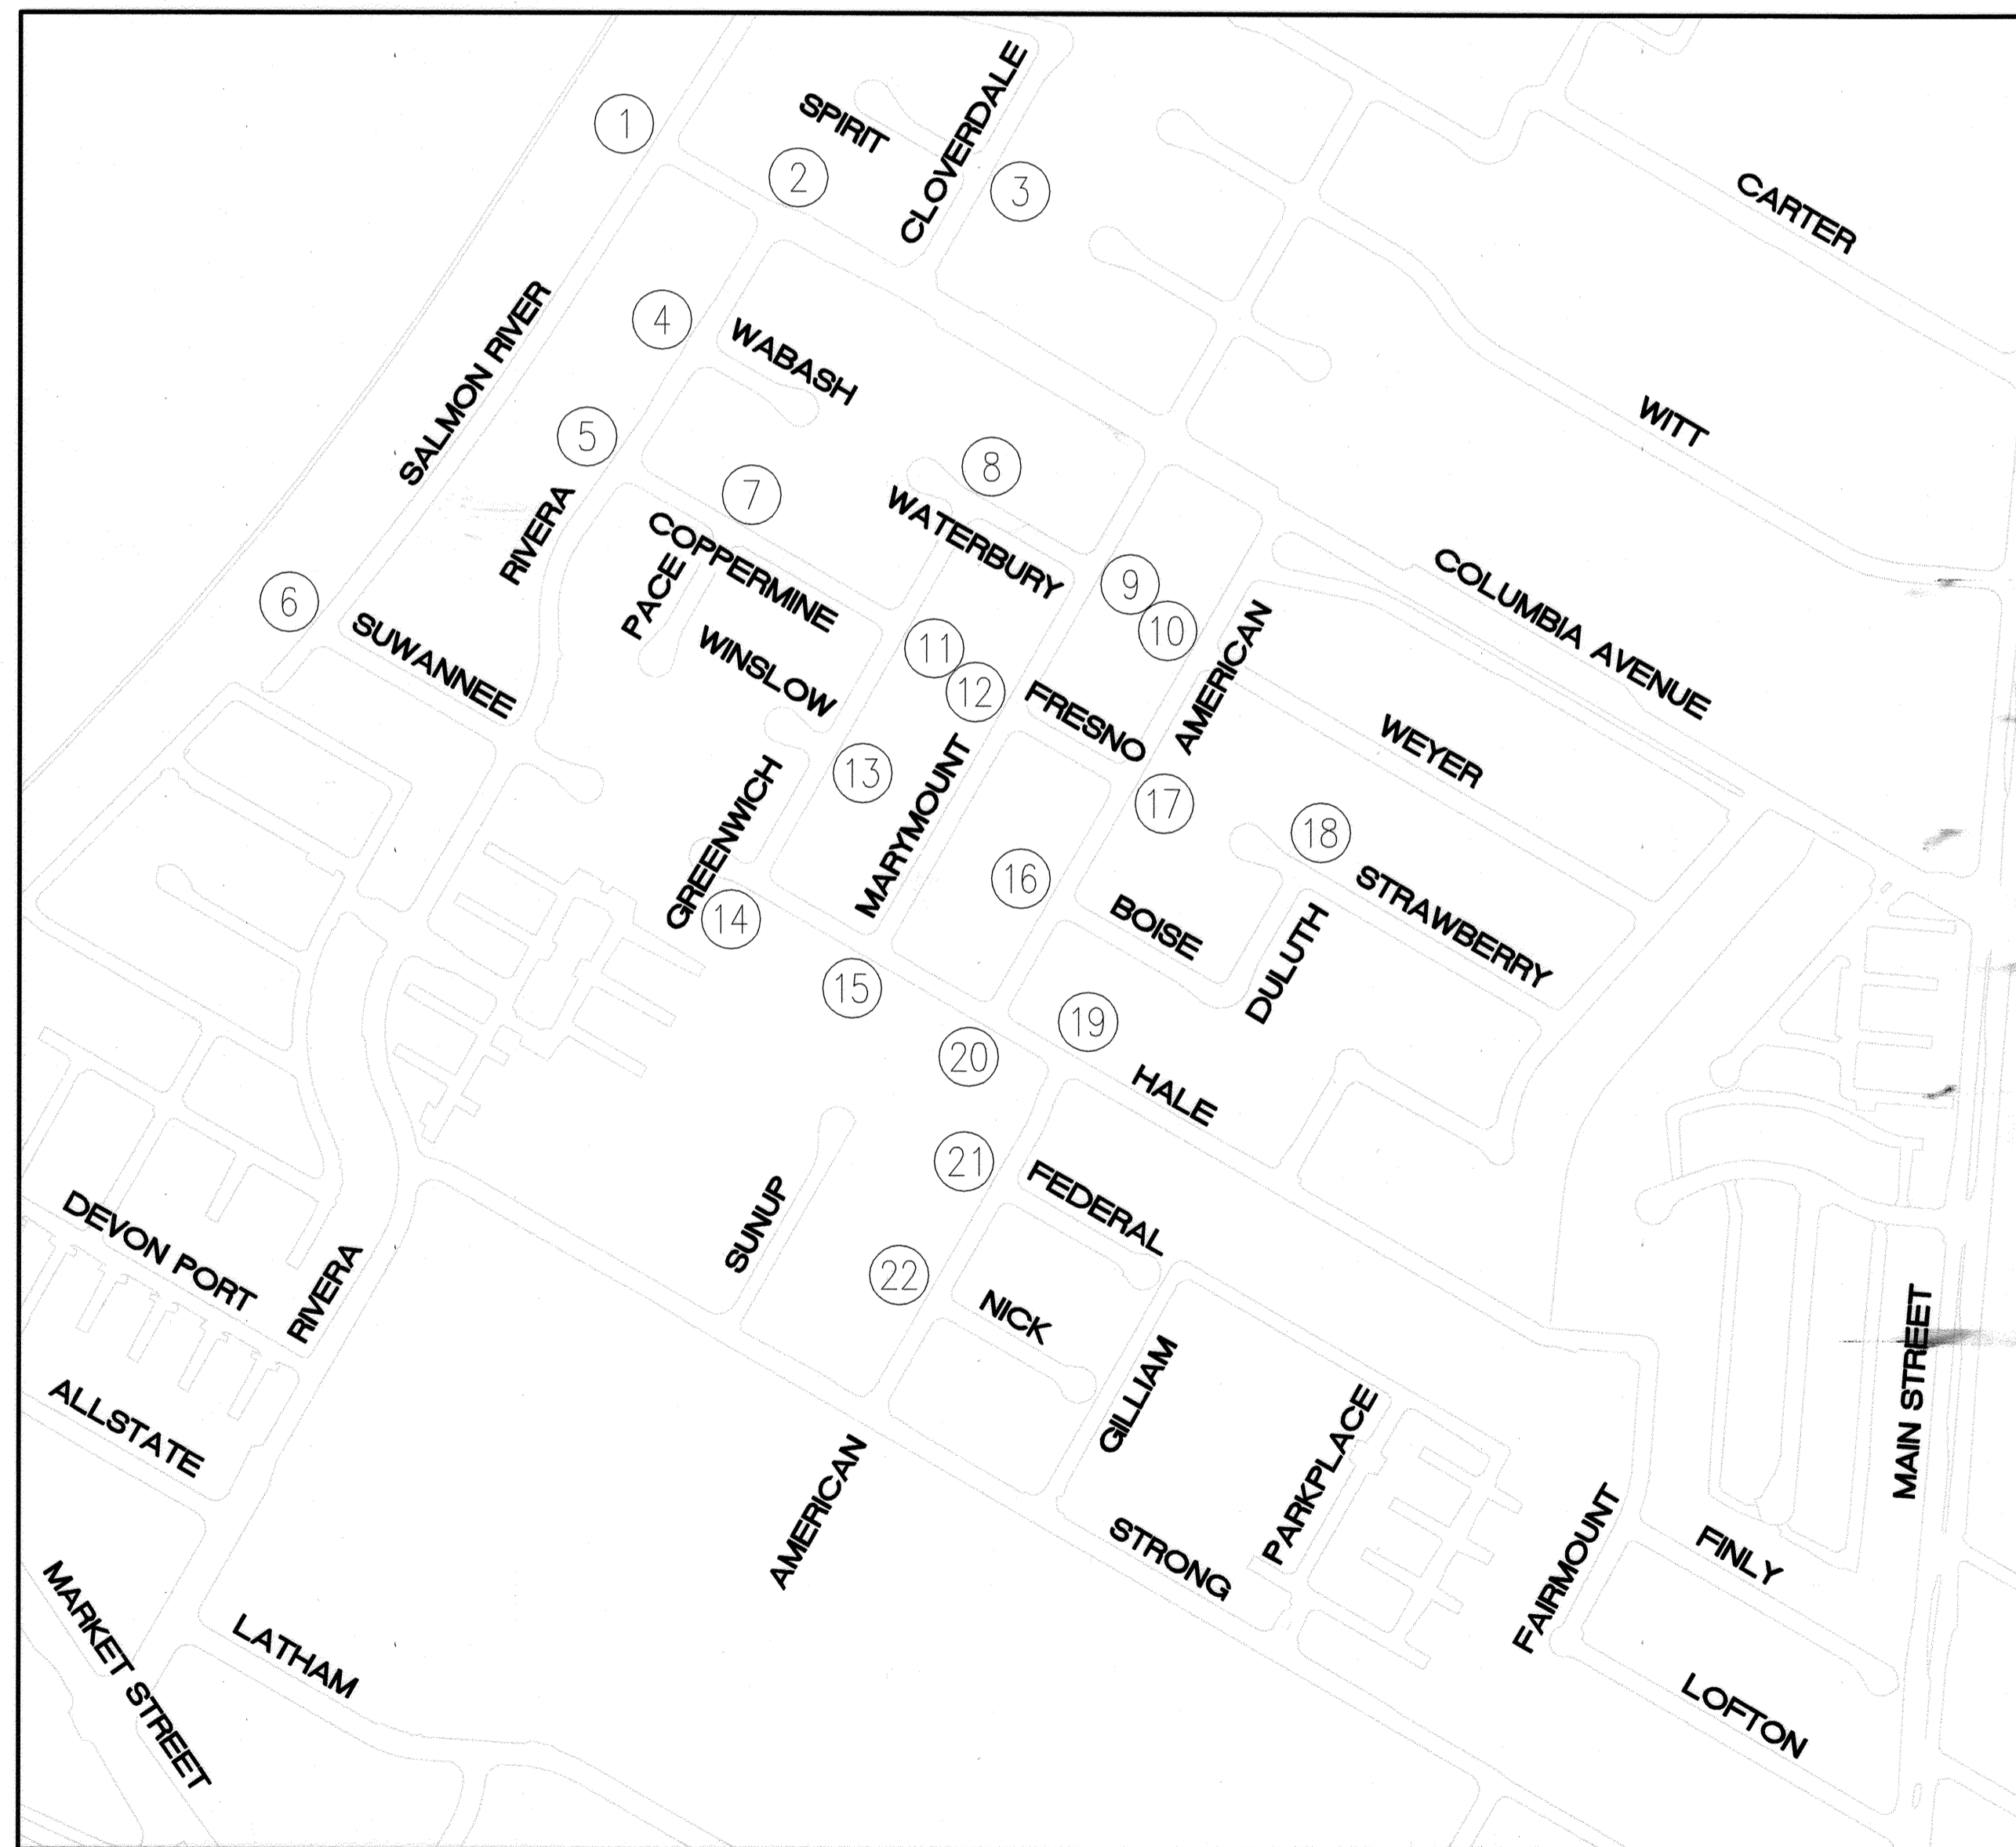 CLOVERDALE
SPIRIT
1
2
3
CARTER
SALMON RIVER
4
WABASH
5
WITT
8
7
RIVERA
WATERBURY
COPPERMINE
PACE
COLUMBIA AVENUE
9
6
SUWANNEE
10
AMERICAN
11
WINSLOW
12
FRESNO
WEYER
13
17
MARYMOUNT
GREENWICH
18
16
14
STRAWBERRY
BOISE
DULUTH
15
19
20
HALE
21
FEDERAL
SUNUP
DEVON PORT
RIVERA
22
NICK
MAIN STREET
GILLIAM
ALLSTATE
PARKPLACE
AMERICAN
STRONG
FAIRMOUNT
FINLY
MARKET STREET
LATHAM
LOFTON